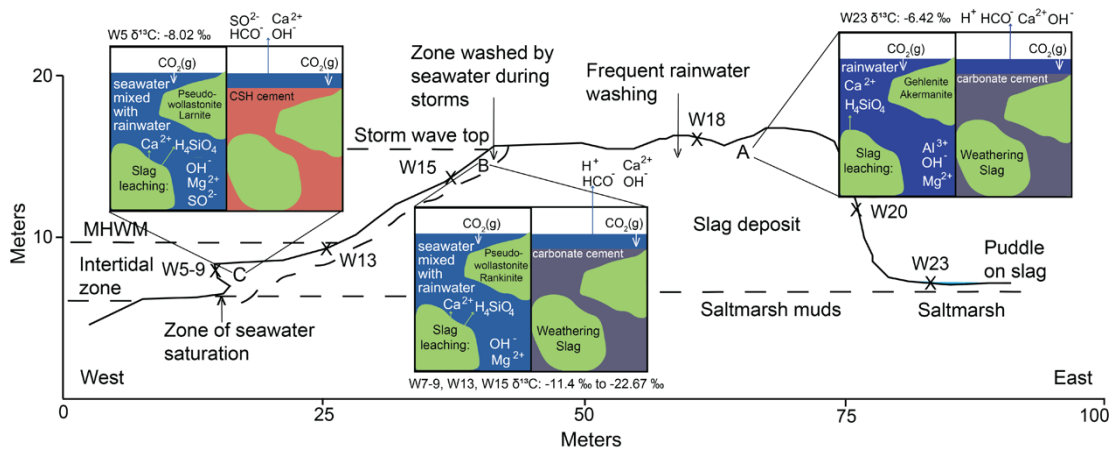 W5 δ¹³C: -8.02 ‰
SO²⁻ Ca²⁺
HCO⁻ OH⁻
CO₂(g)
seawater
mixed
with
rainwater
Pseudo-
wollastonite
Larnite
Ca²⁺ H₄SiO₄
Slag
leaching:
OH⁻
Mg²⁺
SO²⁻
CO₂(g)
CSH cement
Zone washed by
seawater during
storms
Frequent rainwater
washing
W23 δ¹³C: -6.42 ‰
H⁺ HCO⁻ Ca²⁺OH⁻
CO₂(g)
rainwater
Ca²⁺
H₄SiO₄
Gehlenite
Akermanite
Slag
leaching:
Al³⁺
OH⁻
Mg²⁺
CO₂(g)
carbonate cement
Weathering
Slag
20
10
0
Meters
Storm wave top
W15
B
W18
A
H⁺ Ca²⁺
HCO⁻ OH⁻
CO₂(g)
seawater
mixed
with
rainwater
Pseudo-
wollastonite
Rankinite
Ca²⁺ H₄SiO₄
Slag
leaching:
OH⁻
Mg²⁺
CO₂(g)
carbonate cement
Weathering
Slag
W7-9, W13, W15 δ¹³C: -11.4 ‰ to -22.67 ‰
MHWM
Intertidal
zone
W5-9
C
W13
Zone of seawater
saturation
Slag deposit
W20
W23
Puddle
on slag
Saltmarsh muds
Saltmarsh
West
East
0
25
50
75
100
Meters